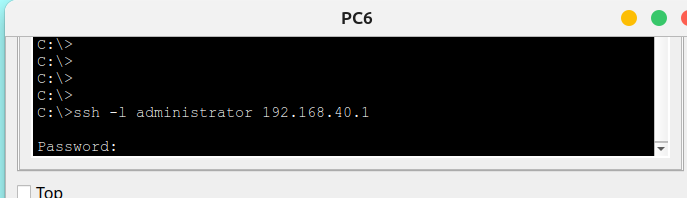 PC6
C:\>
C:\>
C:\>
C:\>
C:\>ssh -l administrator 192.168.40.1
Password:
Top